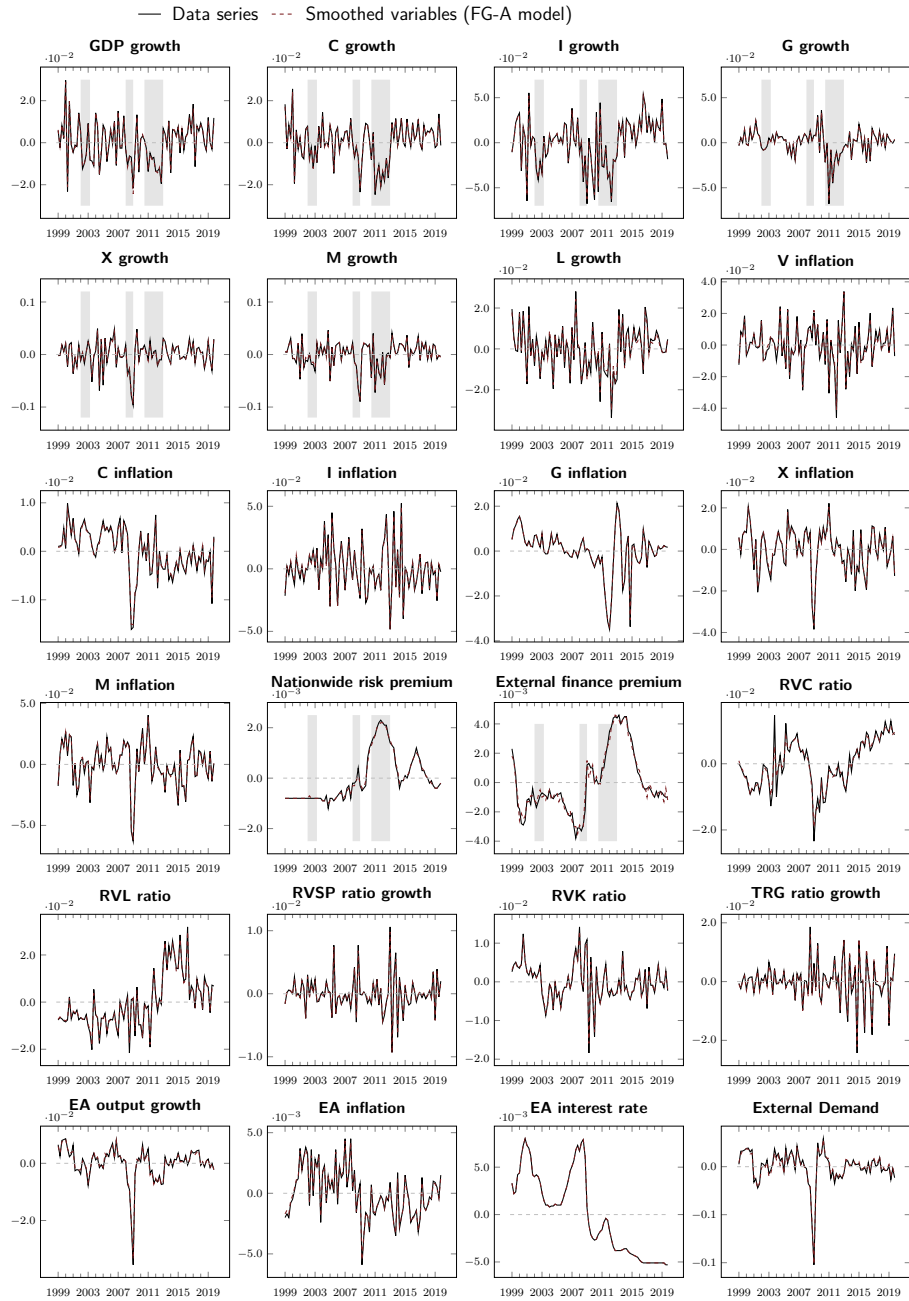 Data series Smoothed variables (FG-A model)
GDP growth C growth I growth G growth
·10⁻² ·10⁻² ·10⁻² ·10⁻²
2.0 0.0 −2.0
1999 2003 2007 2011 2015 2019
2.0 0.0 −2.0
1999 2003 2007 2011 2015 2019
5.0 0.0 −5.0
1999 2003 2007 2011 2015 2019
5.0 0.0 −5.0
1999 2003 2007 2011 2015 2019
X growth M growth L growth V inflation
·10⁻² ·10⁻²
0.1 0.0 −0.1
1999 2003 2007 2011 2015 2019
0.1 0.0 −0.1
1999 2003 2007 2011 2015 2019
2.0 0.0 −2.0
1999 2003 2007 2011 2015 2019
4.0 2.0 0.0 −2.0 −4.0
1999 2003 2007 2011 2015 2019
C inflation I inflation G inflation X inflation
·10⁻² ·10⁻² ·10⁻² ·10⁻²
1.0 0.0 −1.0
1999 2003 2007 2011 2015 2019
5.0 0.0 −5.0
1999 2003 2007 2011 2015 2019
2.0 0.0 −2.0 −4.0
1999 2003 2007 2011 2015 2019
2.0 0.0 −2.0 −4.0
1999 2003 2007 2011 2015 2019
M inflation Nationwide risk premium External finance premium RVC ratio
·10⁻² ·10⁻³ ·10⁻³ ·10⁻²
5.0 0.0 −5.0
1999 2003 2007 2011 2015 2019
2.0 0.0 −2.0
1999 2003 2007 2011 2015 2019
4.0 2.0 0.0 −2.0 −4.0
1999 2003 2007 2011 2015 2019
2.0 0.0 −2.0
1999 2003 2007 2011 2015 2019
RVL ratio RVSP ratio growth RVK ratio TRG ratio growth
·10⁻² ·10⁻² ·10⁻² ·10⁻²
2.0 0.0 −2.0
1999 2003 2007 2011 2015 2019
1.0 0.0 −1.0
1999 2003 2007 2011 2015 2019
1.0 0.0 −1.0 −2.0
1999 2003 2007 2011 2015 2019
2.0 0.0 −2.0
1999 2003 2007 2011 2015 2019
EA output growth EA inflation EA interest rate External Demand
·10⁻² ·10⁻³ ·10⁻³
0.0 −2.0
1999 2003 2007 2011 2015 2019
5.0 0.0 −5.0
1999 2003 2007 2011 2015 2019
5.0 0.0 −5.0
1999 2003 2007 2011 2015 2019
0.0 −0.1 −0.1
1999 2003 2007 2011 2015 2019